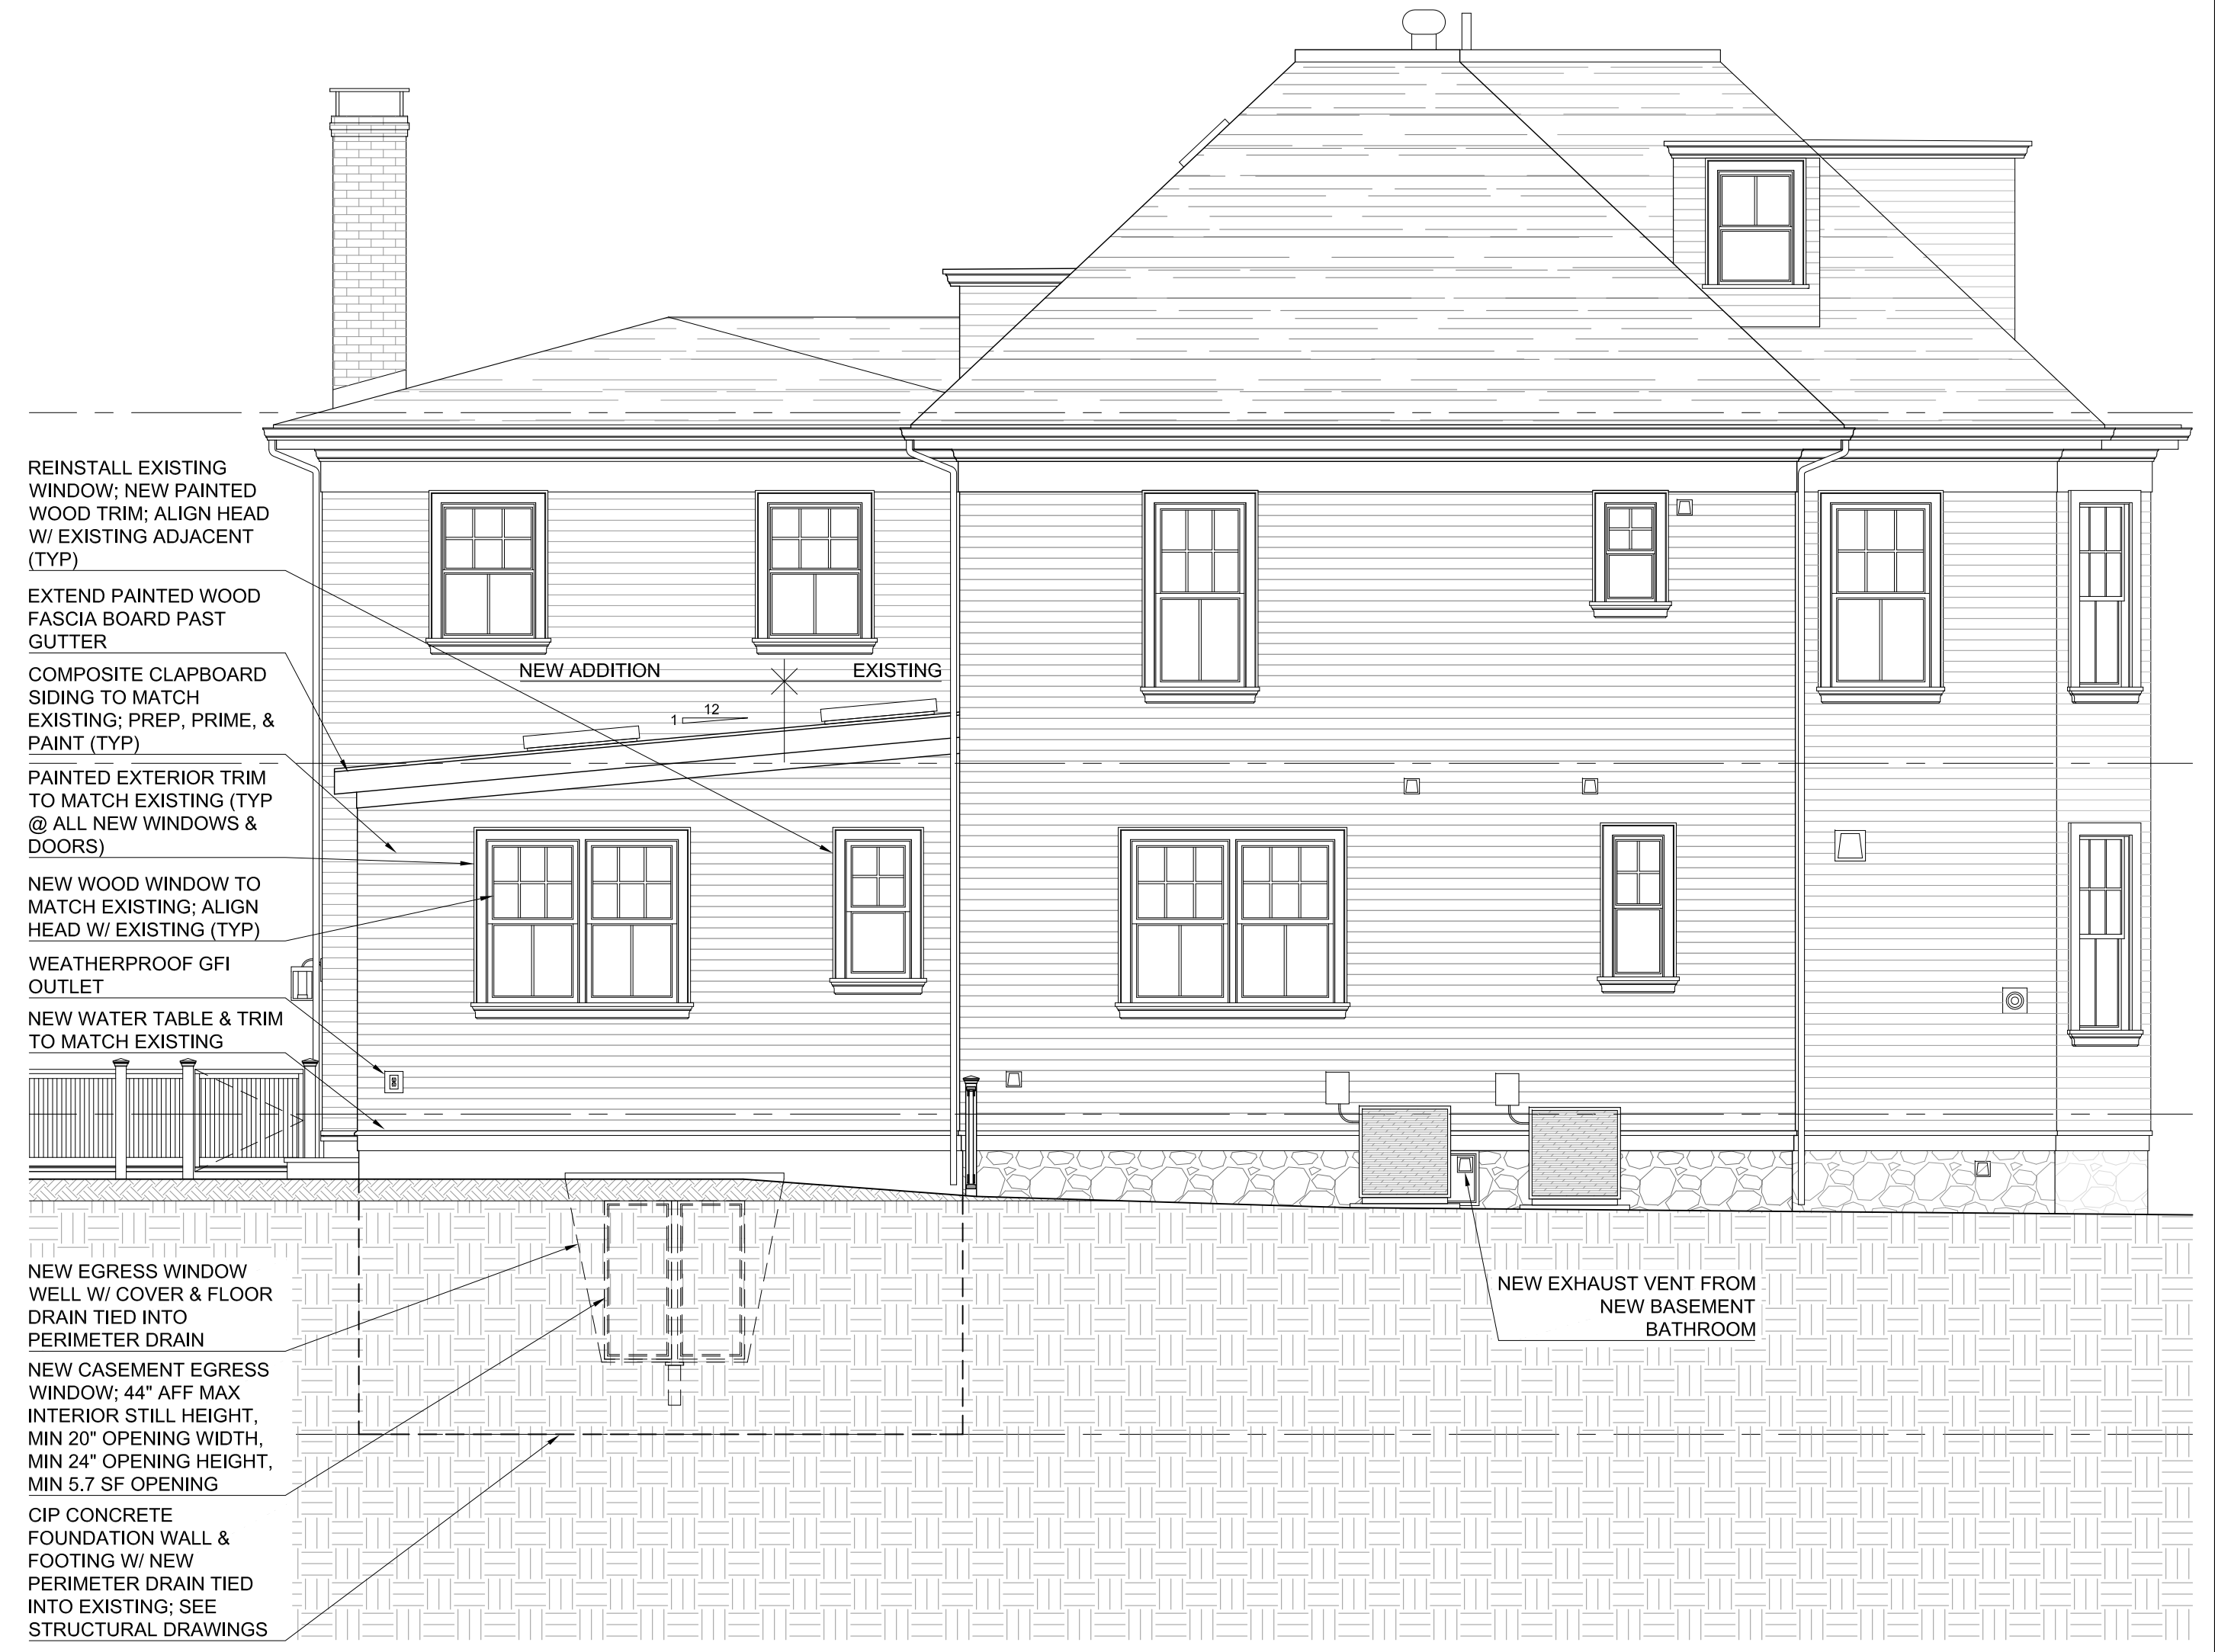 REINSTALL EXISTING
WINDOW; NEW PAINTED
WOOD TRIM; ALIGN HEAD
W/ EXISTING ADJACENT
(TYP)
EXTEND PAINTED WOOD
FASCIA BOARD PAST
GUTTER
COMPOSITE CLAPBOARD
SIDING TO MATCH
EXISTING; PREP, PRIME, &
PAINT (TYP)
PAINTED EXTERIOR TRIM
TO MATCH EXISTING (TYP
@ ALL NEW WINDOWS &
DOORS)
NEW WOOD WINDOW TO
MATCH EXISTING; ALIGN
HEAD W/ EXISTING (TYP)
WEATHERPROOF GFI
OUTLET
NEW WATER TABLE & TRIM
TO MATCH EXISTING
NEW EGRESS WINDOW
WELL W/ COVER & FLOOR
DRAIN TIED INTO
PERIMETER DRAIN
NEW CASEMENT EGRESS
WINDOW; 44" AFF MAX
INTERIOR STILL HEIGHT,
MIN 20" OPENING WIDTH,
MIN 24" OPENING HEIGHT,
MIN 5.7 SF OPENING
CIP CONCRETE
FOUNDATION WALL &
FOOTING W/ NEW
PERIMETER DRAIN TIED
INTO EXISTING; SEE
STRUCTURAL DRAWINGS
NEW ADDITION
EXISTING
12
1
NEW EXHAUST VENT FROM
NEW BASEMENT
BATHROOM